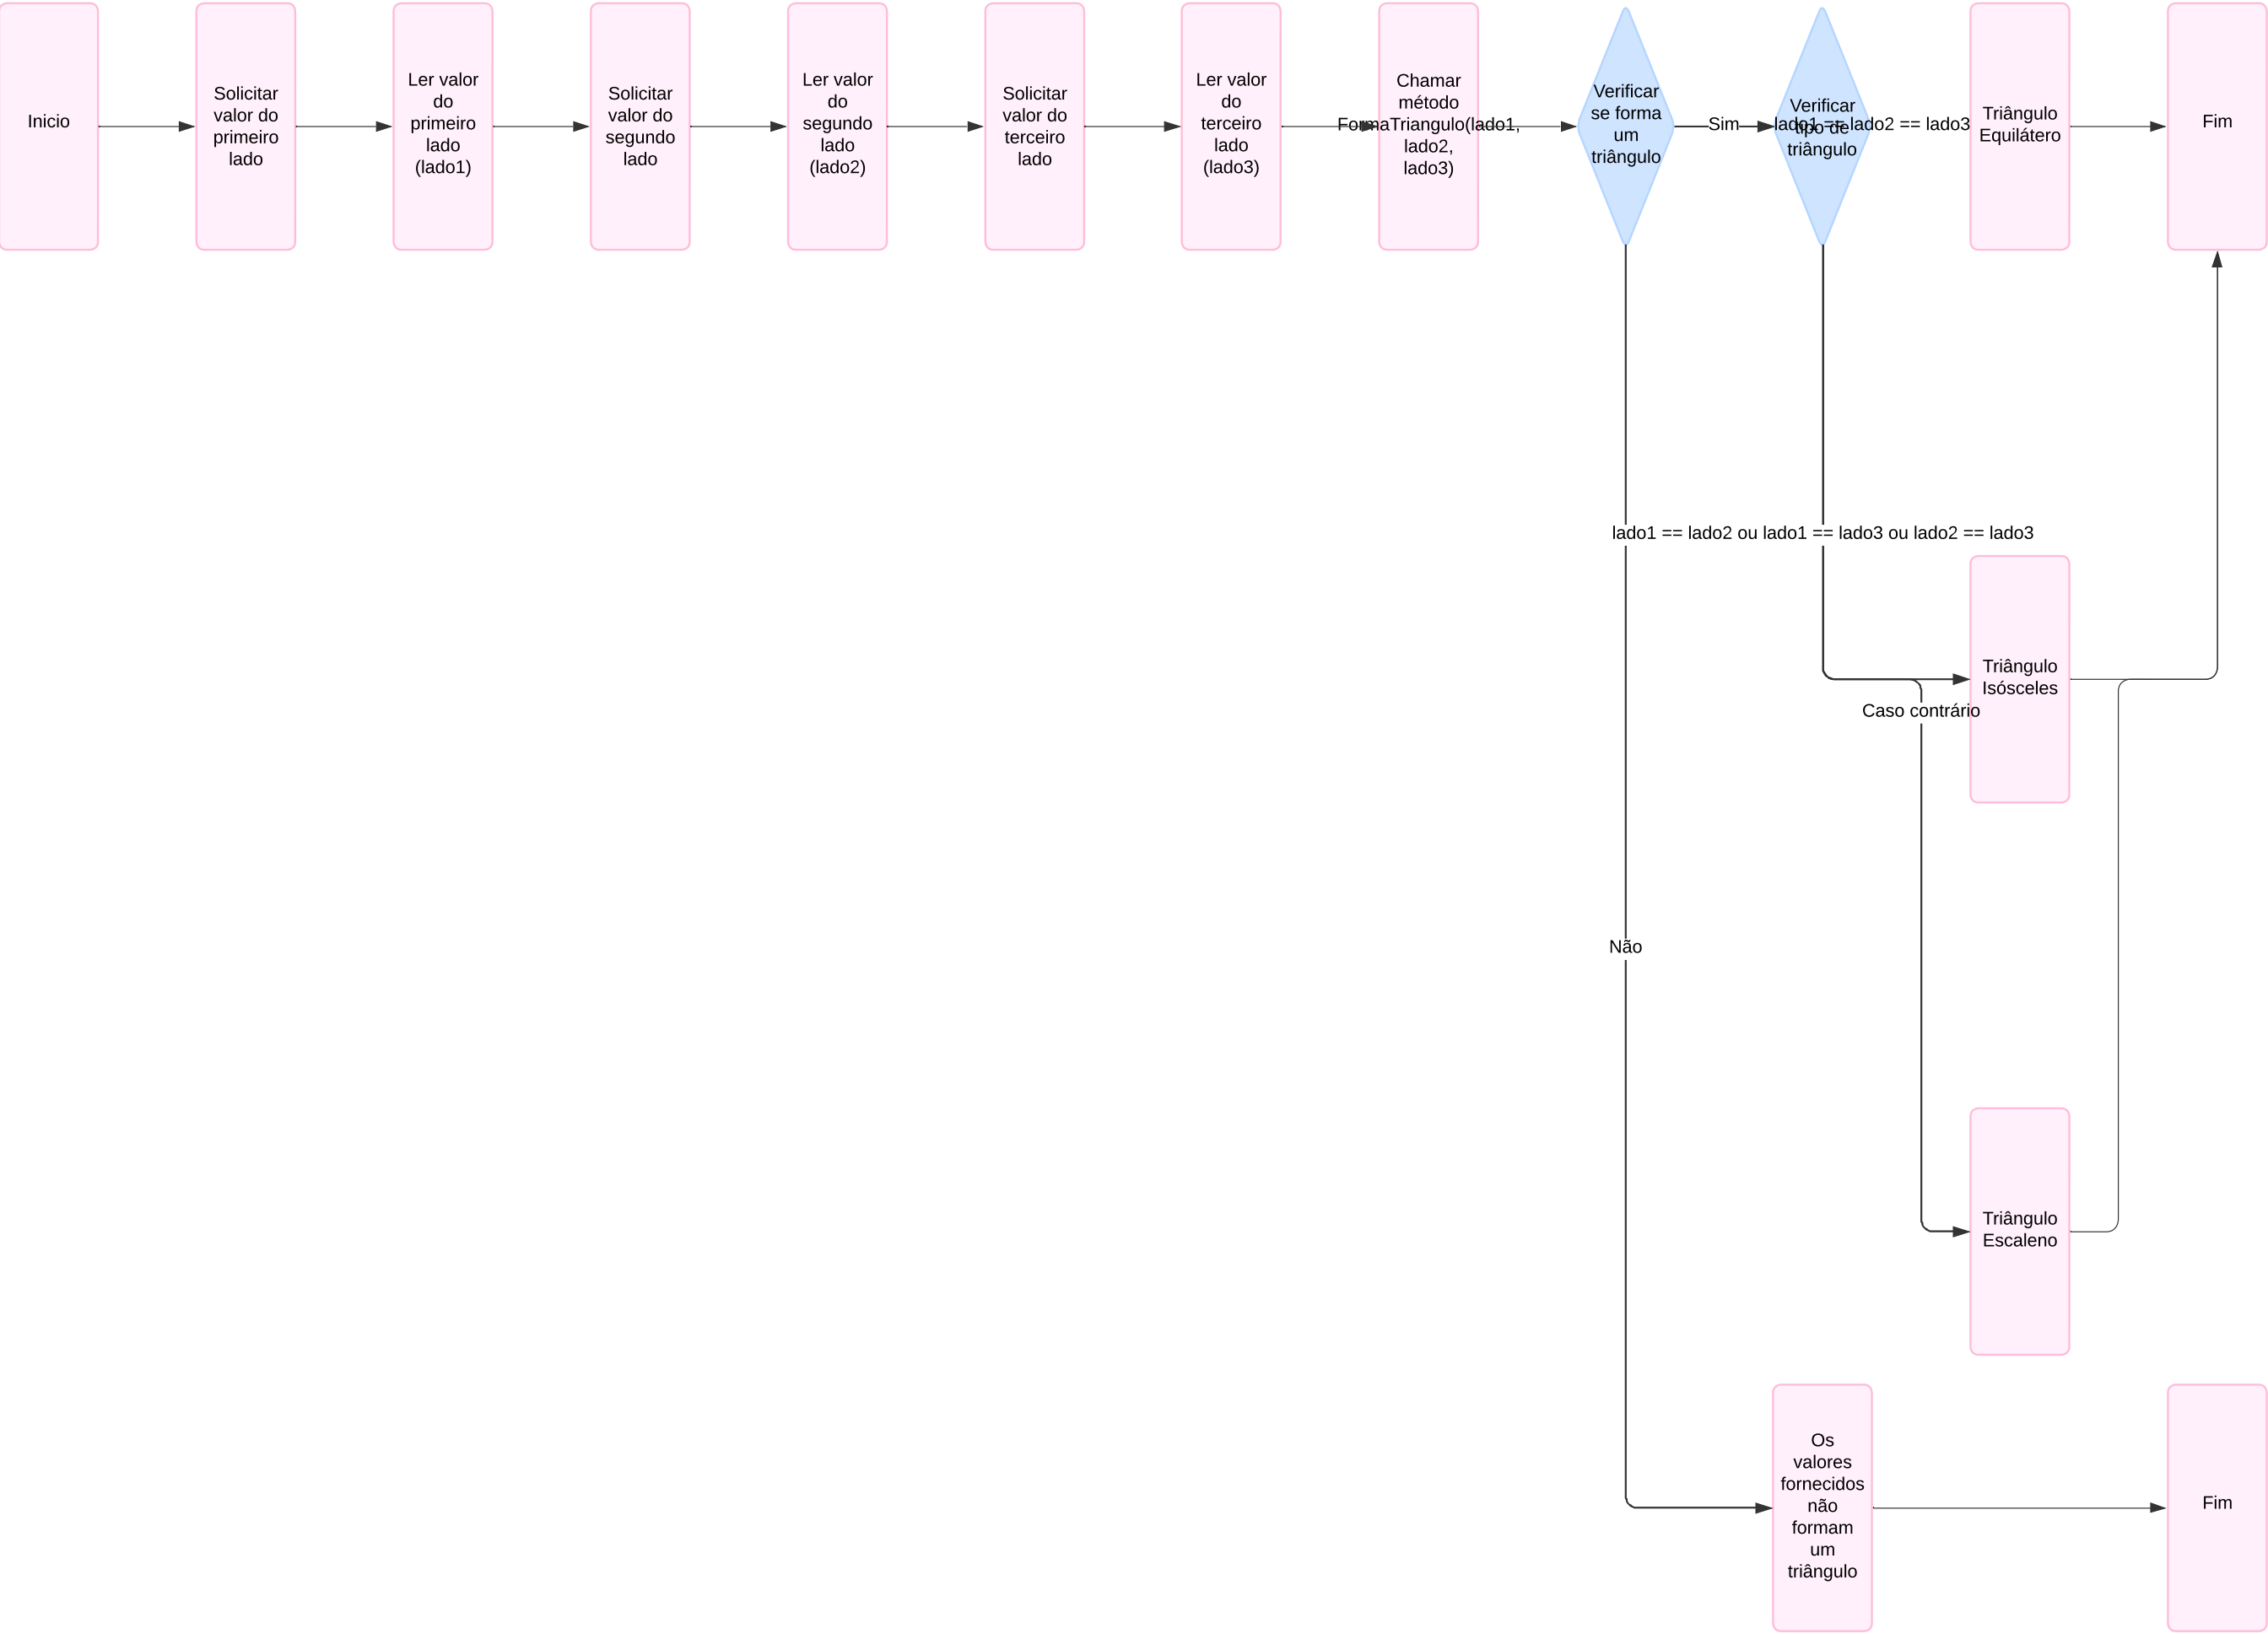 Inicio
Solicitar
valor do
primeiro
lado
Ler valor
do
primeiro
lado
(lado1)
Solicitar
valor do
segundo
lado
Ler valor
do
segundo
lado
(lado2)
Solicitar
valor do
terceiro
lado
Ler valor
do
terceiro
lado
(lado3)
Chamar
método
FormaTriangulo(lado1,
lado2,
lado3)
Verificar
se forma
um
triângulo
Sim
Verificar
tipo de
triângulo
lado1 == lado2 == lado3
Triângulo
Equilátero
Fim
lado1 == lado2 ou lado1 == lado3 ou lado2 == lado3
Triângulo
Isósceles
Caso contrário
Não
Triângulo
Escaleno
Os
valores
fornecidos
não
formam
um
triângulo
Fim